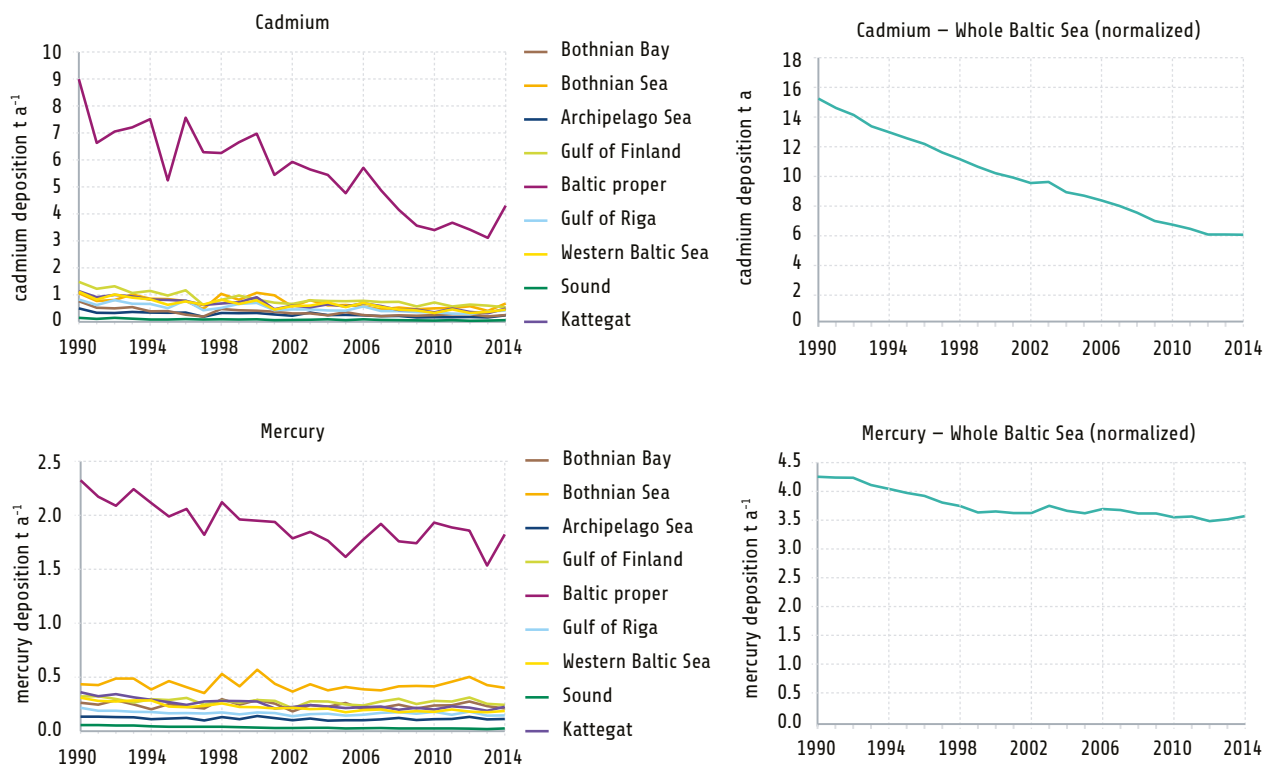 Cadmium
cadmium deposition t a⁻¹
10
9
8
7
6
5
4
3
2
1
0
1990 1994 1998 2002 2006 2010 2014
Bothnian Bay
Bothnian Sea
Archipelago Sea
Gulf of Finland
Baltic proper
Gulf of Riga
Western Baltic Sea
Sound
Kattegat
Cadmium – Whole Baltic Sea (normalized)
cadmium deposition t a
18
16
14
12
10
8
6
4
2
0
1990 1994 1998 2002 2006 2010 2014
Mercury
mercury deposition t a⁻¹
2.5
2.0
1.5
1.0
0.5
0.0
1990 1994 1998 2002 2006 2010 2014
Bothnian Bay
Bothnian Sea
Archipelago Sea
Gulf of Finland
Baltic proper
Gulf of Riga
Western Baltic Sea
Sound
Kattegat
Mercury – Whole Baltic Sea (normalized)
mercury deposition t a⁻¹
4.5
4.0
3.5
3.0
2.5
2.0
1.5
1.0
0.5
0.0
1990 1994 1998 2002 2006 2010 2014